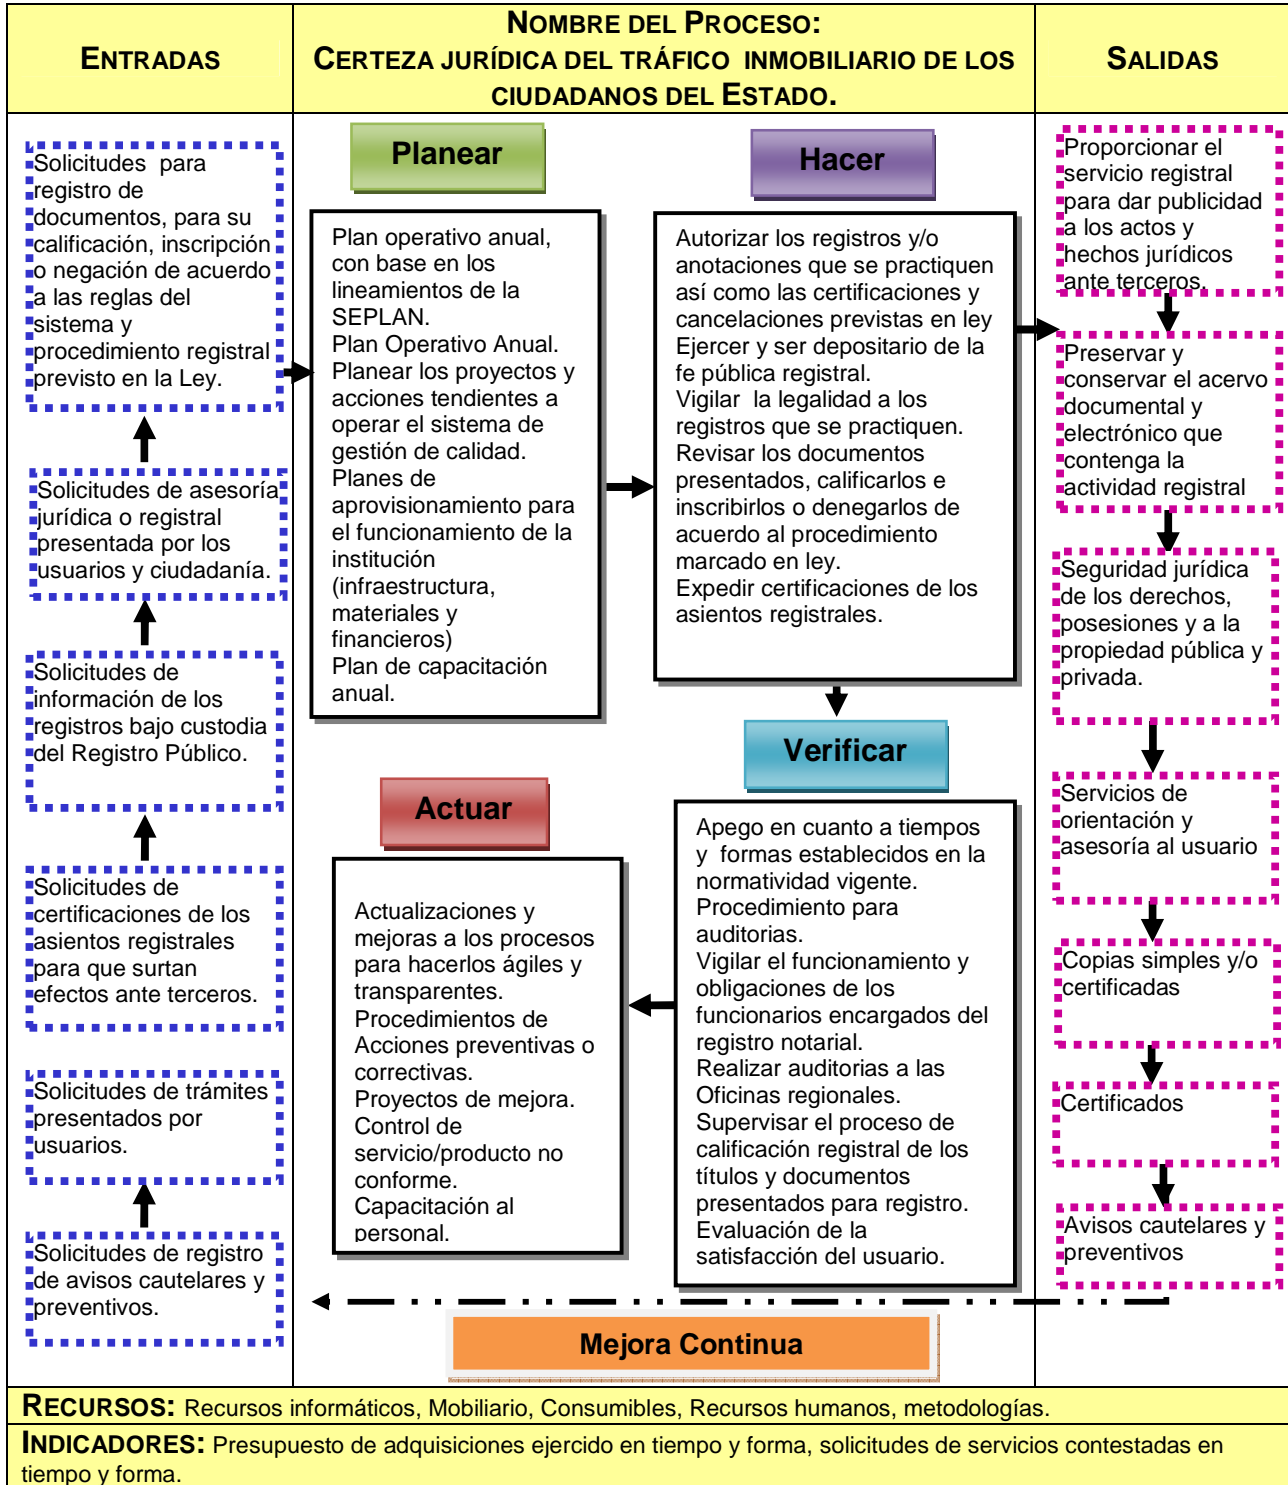 ENTRADAS
NOMBRE DEL PROCESO:
CERTEZA JURÍDICA DEL TRÁFICO INMOBILIARIO DE LOS
CIUDADANOS DEL ESTADO.
SALIDAS
Solicitudes para
registro de
documentos, para su
calificación, inscripción
o negación de acuerdo
a las reglas del
sistema y
procedimiento registral
previsto en la Ley.
Solicitudes de asesoría
jurídica o registral
presentada por los
usuarios y ciudadanía.
Solicitudes de
información de los
registros bajo custodia
del Registro Público.
Solicitudes de
certificaciones de los
asientos registrales
para que surtan
efectos ante terceros.
Solicitudes de trámites
presentados por
usuarios.
Solicitudes de registro
de avisos cautelares y
preventivos.
Planear
Plan operativo anual,
con base en los
lineamientos de la
SEPLAN.
Plan Operativo Anual.
Planear los proyectos y
acciones tendientes a
operar el sistema de
gestión de calidad.
Planes de
aprovisionamiento para
el funcionamiento de la
institución
(infraestructura,
materiales y
financieros)
Plan de capacitación
anual.
Hacer
Autorizar los registros y/o
anotaciones que se practiquen
así como las certificaciones y
cancelaciones previstas en ley
Ejercer y ser depositario de la
fe pública registral.
Vigilar la legalidad a los
registros que se practiquen.
Revisar los documentos
presentados, calificarlos e
inscribirlos o denegarlos de
acuerdo al procedimiento
marcado en ley.
Expedir certificaciones de los
asientos registrales.
Verificar
Apego en cuanto a tiempos
y formas establecidos en la
normatividad vigente.
Procedimiento para
auditorias.
Vigilar el funcionamiento y
obligaciones de los
funcionarios encargados del
registro notarial.
Realizar auditorias a las
Oficinas regionales.
Supervisar el proceso de
calificación registral de los
títulos y documentos
presentados para registro.
Evaluación de la
satisfacción del usuario.
Actuar
Actualizaciones y
mejoras a los procesos
para hacerlos ágiles y
transparentes.
Procedimientos de
Acciones preventivas o
correctivas.
Proyectos de mejora.
Control de
servicio/producto no
conforme.
Capacitación al
personal.
Proporcionar el
servicio registral
para dar publicidad
a los actos y
hechos jurídicos
ante terceros.
Preservar y
conservar el acervo
documental y
electrónico que
contenga la
actividad registral
Seguridad jurídica
de los derechos,
posesiones y a la
propiedad pública y
privada.
Servicios de
orientación y
asesoría al usuario
Copias simples y/o
certificadas
Certificados
Avisos cautelares y
preventivos
Mejora Continua
RECURSOS: Recursos informáticos, Mobiliario, Consumibles, Recursos humanos, metodologías.
INDICADORES: Presupuesto de adquisiciones ejercido en tiempo y forma, solicitudes de servicios contestadas en
tiempo y forma.